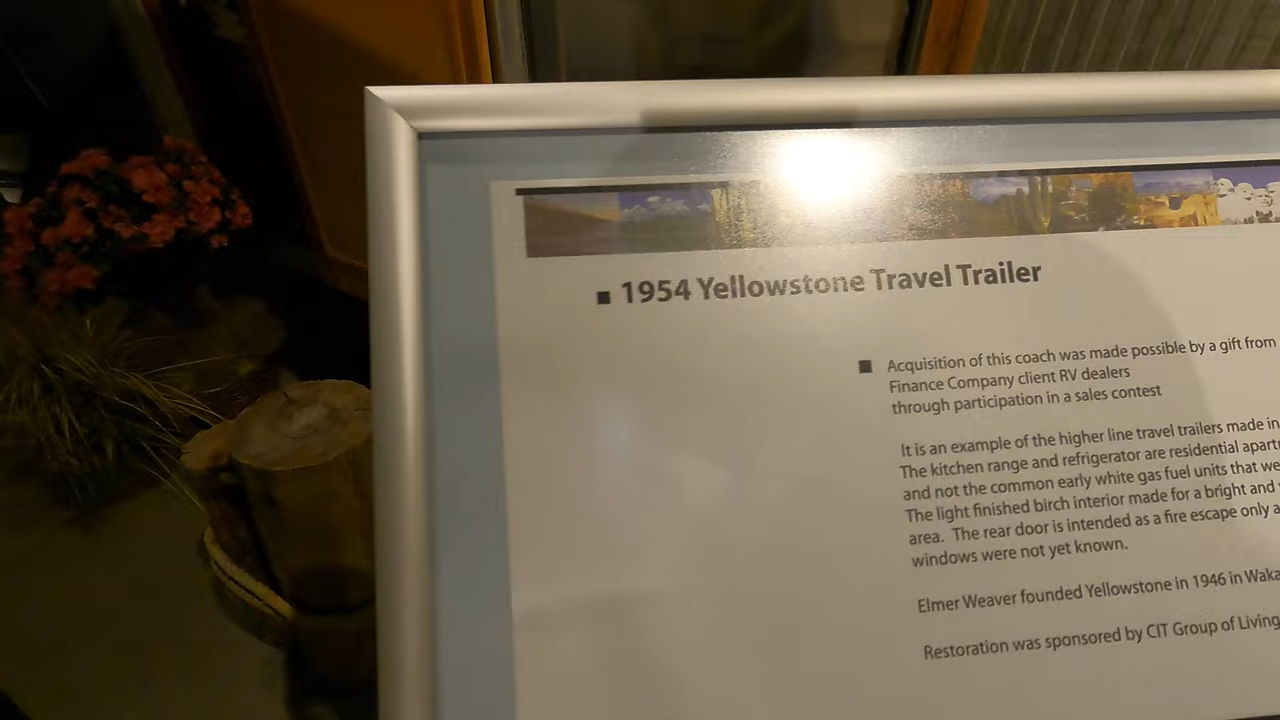 1954 Yellowstone Travel Trailer
Acquisition of this coach was made possible by a gift from
Finance Company client RV dealers
through participation in a sales contest
It is an example of the higher line travel trailers made in
The kitchen range and refrigerator are residential
and not the common early white gas fuel units that
The light finished birch interior made for a bright and
area. The rear door is intended as a fire escape only
windows were not yet known.
Elmer Weaver founded Yellowstone in 1946 in
Restoration was sponsored by CIT Group of